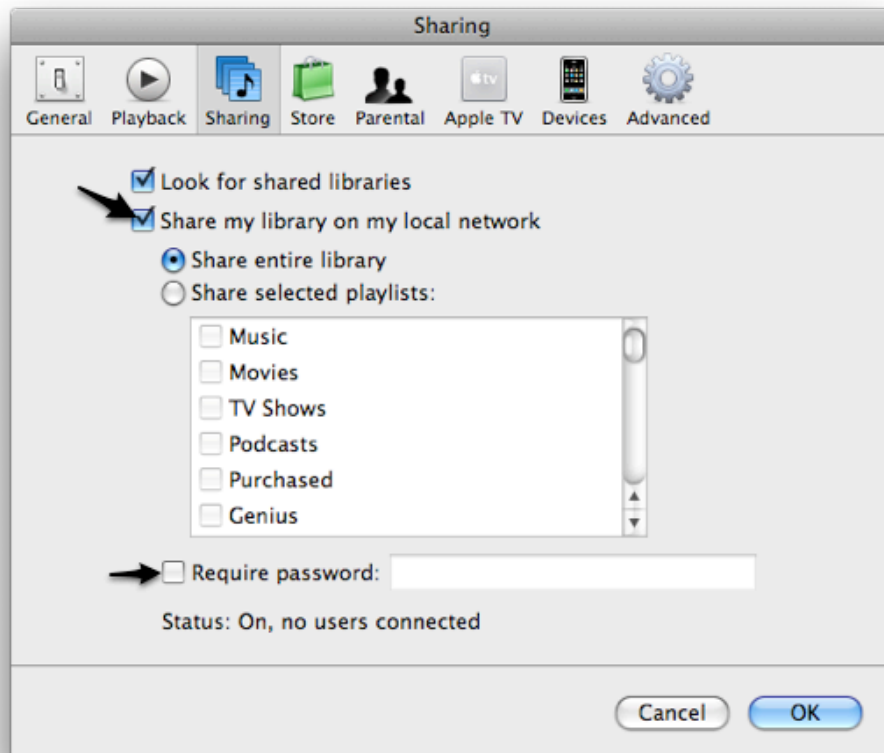 Sharing
General Playback Sharing Store Parental Apple TV Devices Advanced
Look for shared libraries
Share my library on my local network
Share entire library
Share selected playlists:
Music
Movies
TV Shows
Podcasts
Purchased
Genius
Require password:
Status: On, no users connected
Cancel OK